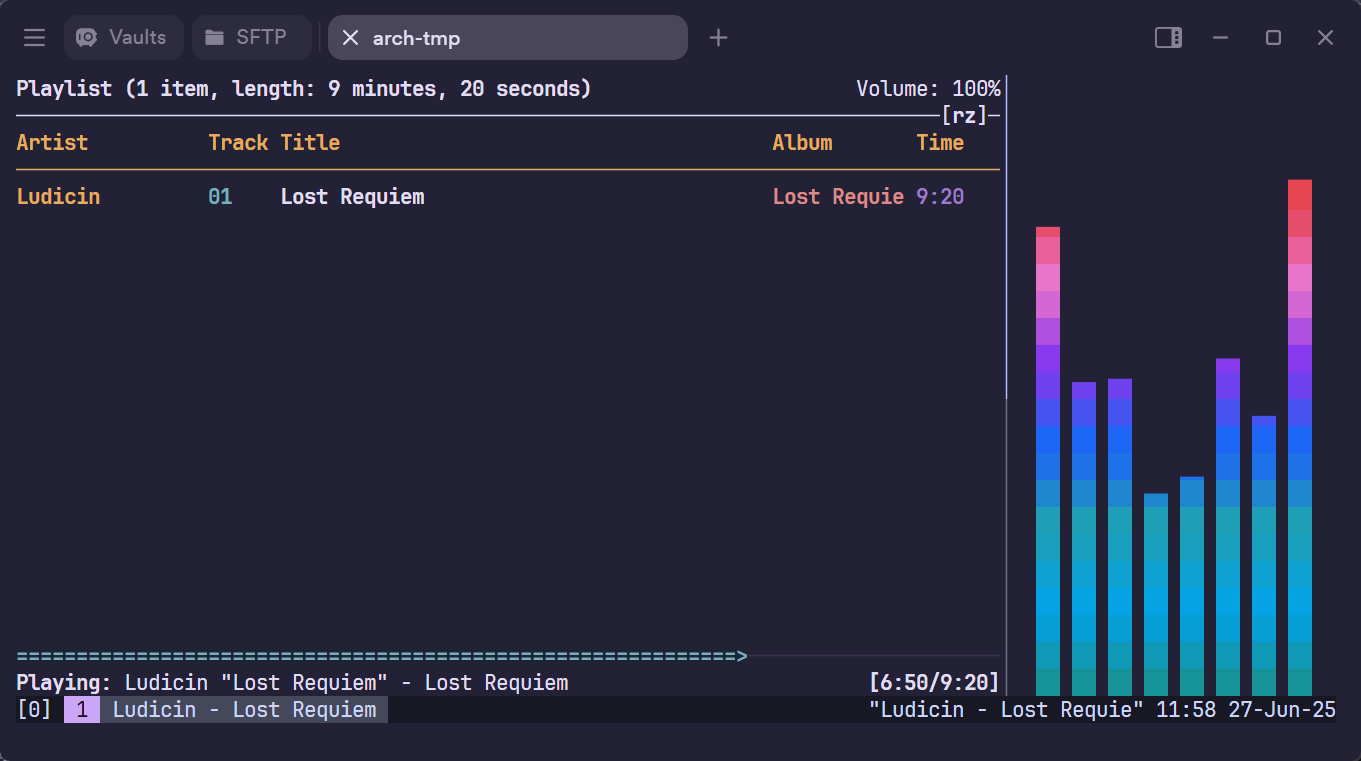 Vaults SFTP arch-tmp
Playlist (1 item, length: 9 minutes, 20 seconds) Volume: 100%
[rz]
Artist Track Title Album Time
Ludicin 01 Lost Requiem Lost Requie 9:20
============================================================>
Playing: Ludicin "Lost Requiem" - Lost Requiem [6:50/9:20]
[0] 1 Ludicin - Lost Requiem "Ludicin - Lost Requie" 11:58 27-Jun-25